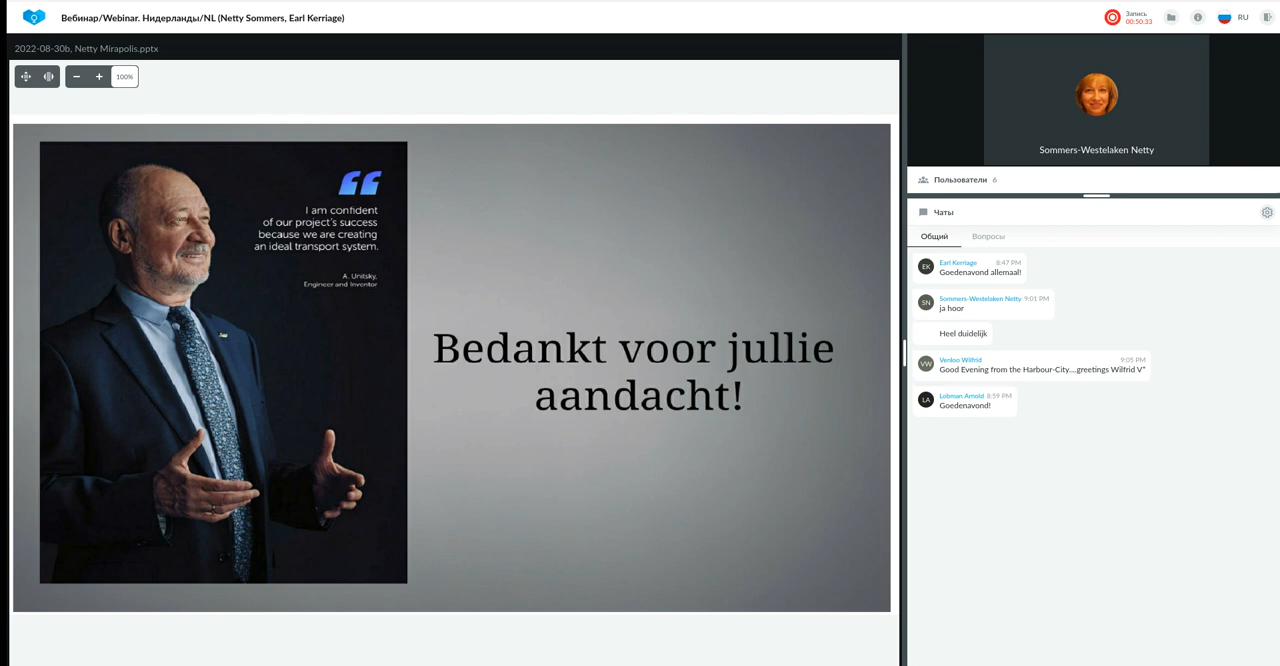 Вебинар/Webinar. Нидерланды/NL (Netty Sommers, Earl Kerriage)
Запись
00:50:33
RU
2022-08-30b, Netty Mirapolis.pptx
100%
I am confident
of our project's success
because we are creating
an ideal transport system.
A. Unitsky,
Engineer and Inventor
Bedankt voor jullie
aandacht!
Sommers-Westelaken Netty
Пользователи 6
Чаты
Общий Вопросы
EK Earl Kerriage 8:47 PM
Goedenavond allemaal!
SN Sommers-Westelaken Netty 9:01 PM
ja hoor
Heel duidelijk
VW Venloo Wilfrid 9:05 PM
Good Evening from the Harbour-City....greetings Wilfrid V"
LA Lobman Arnold 8:59 PM
Goedenavond!